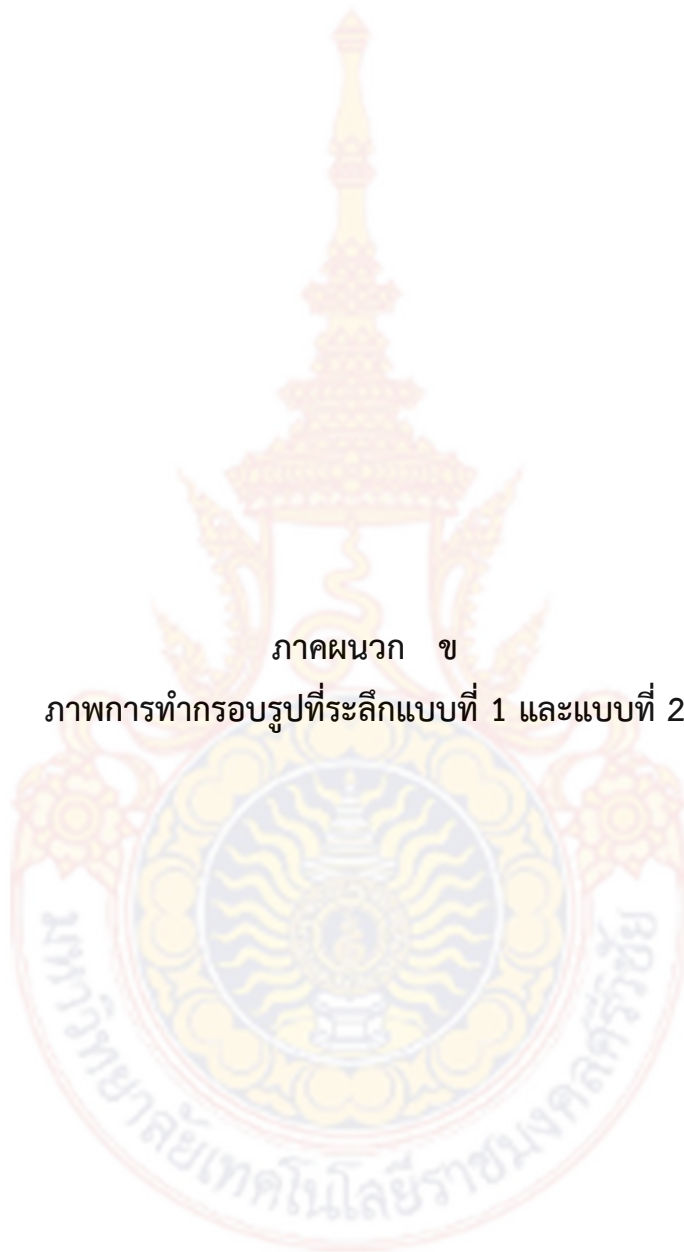 ภาคผนวก ข
ภาพการทำกรอบรูปที่ระลึกแบบที่ 1 และแบบที่ 2
มหาวิทยาลัยเทคโนโลยีราชมงคลศรีวิชัย